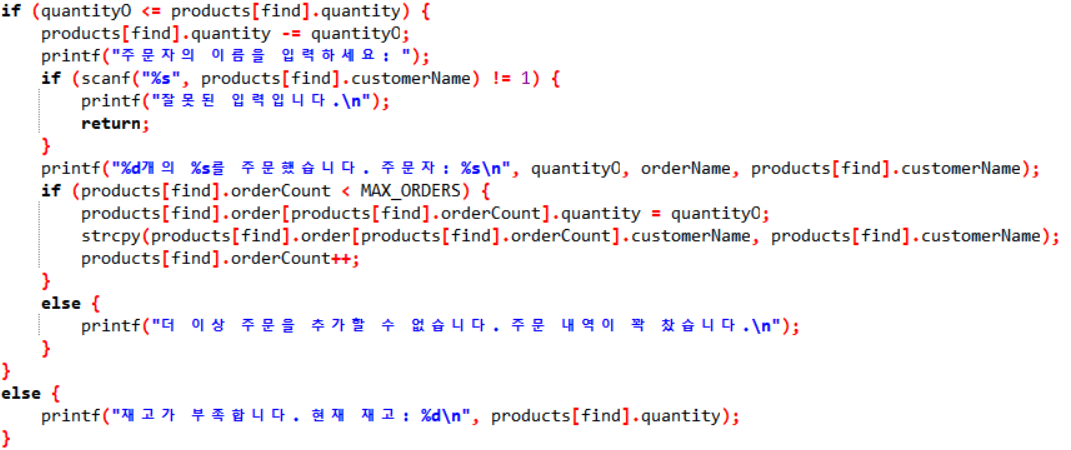 if (quantityO <= products[find].quantity) {
    products[find].quantity -= quantityO;
    printf("주문자의 이름을 입력하세요: ");
    if (scanf("%s", products[find].customerName) != 1) {
        printf("잘못된 입력입니다.\n");
        return;
    }
    printf("%d개의 %s를 주문했습니다. 주문자: %s\n", quantityO, orderName, products[find].customerName);
    if (products[find].orderCount < MAX_ORDERS) {
        products[find].order[products[find].orderCount].quantity = quantityO;
        strcpy(products[find].order[products[find].orderCount].customerName, products[find].customerName);
        products[find].orderCount++;
    }
    else {
        printf("더 이상 주문을 추가할 수 없습니다. 주문 내역이 꽉 찼습니다.\n");
    }
}
else {
    printf("재고가 부족합니다. 현재 재고: %d\n", products[find].quantity);
}